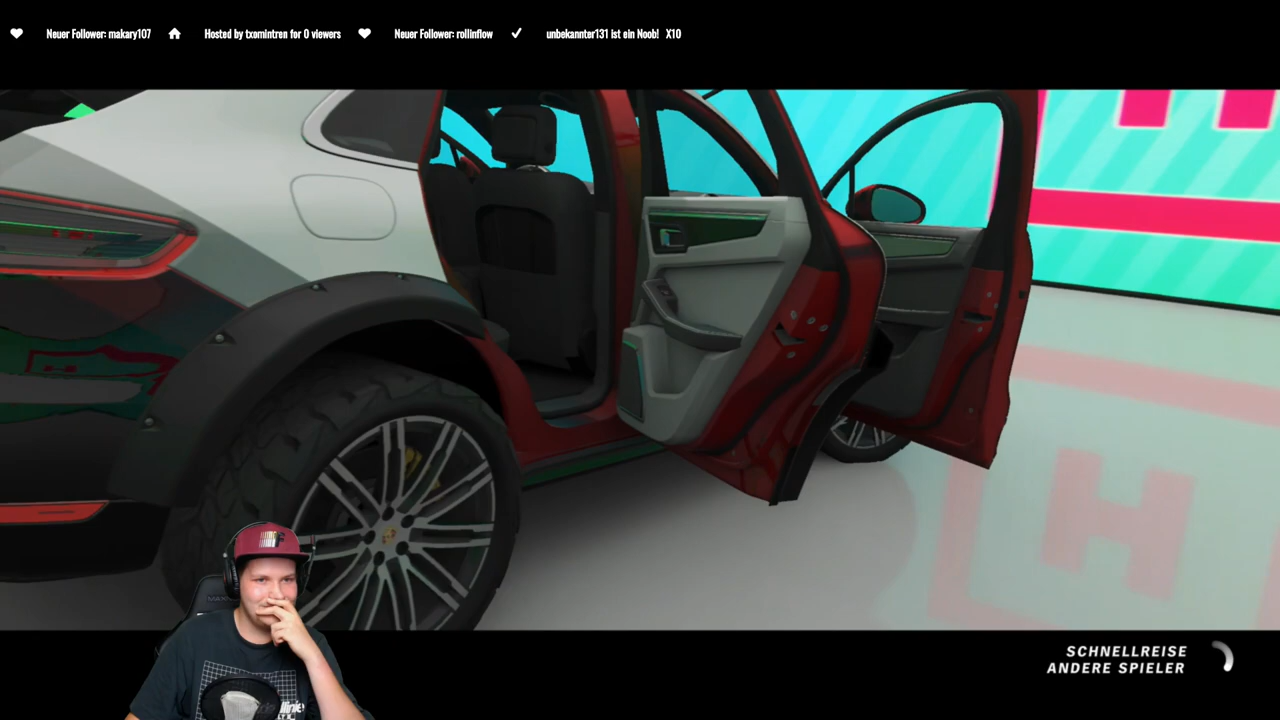 Neuer Follower: makary107
Hosted by txomintren for 0 viewers
Neuer Follower: rollinflow
unbekannter131 ist ein Noob! X10
SCHNELLREISE
ANDERE SPIELER